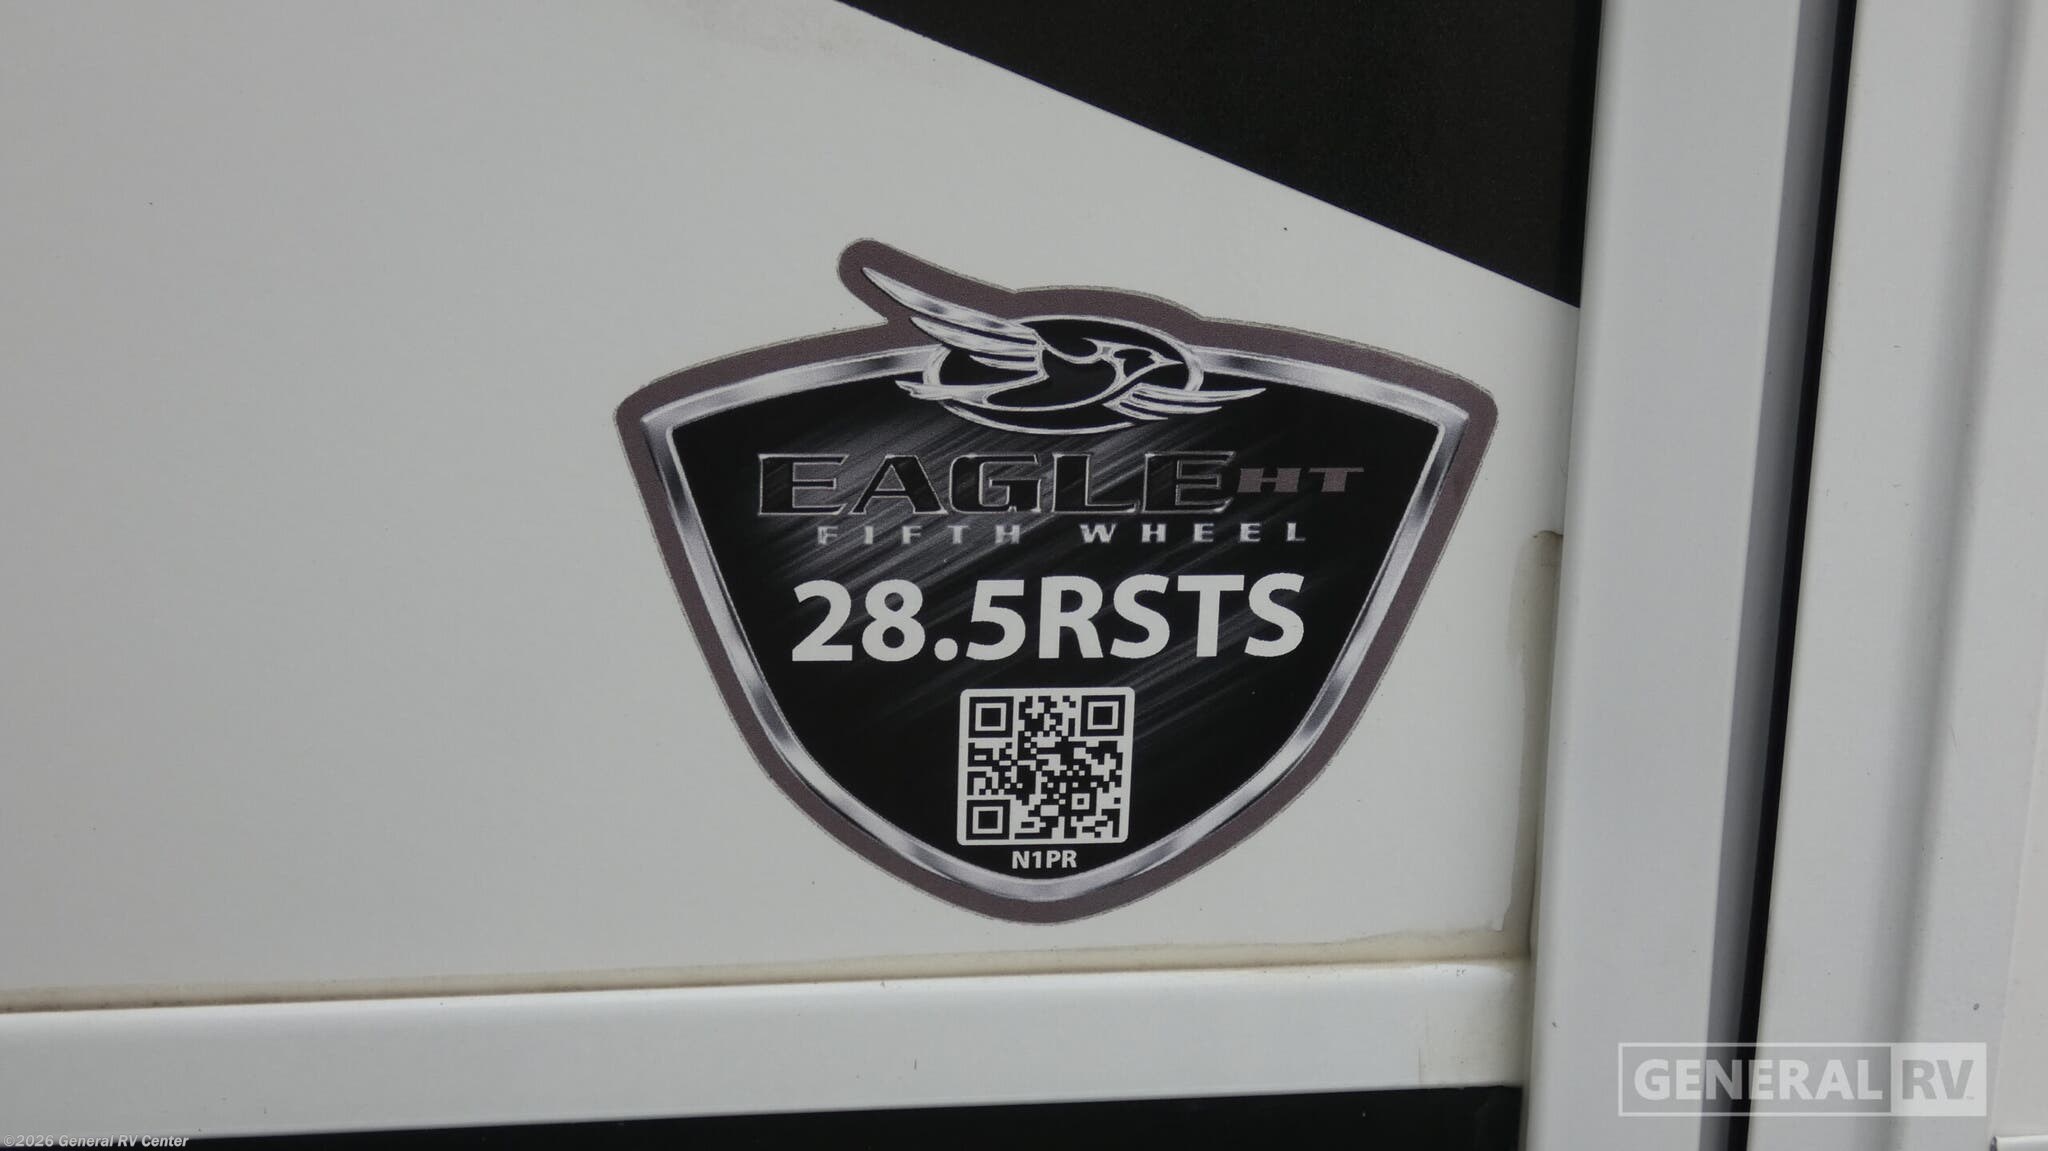 EAGLE HT
FIFTH WHEEL
28.5RSTS
N1PR
GENERAL RV
©2026 General RV Center